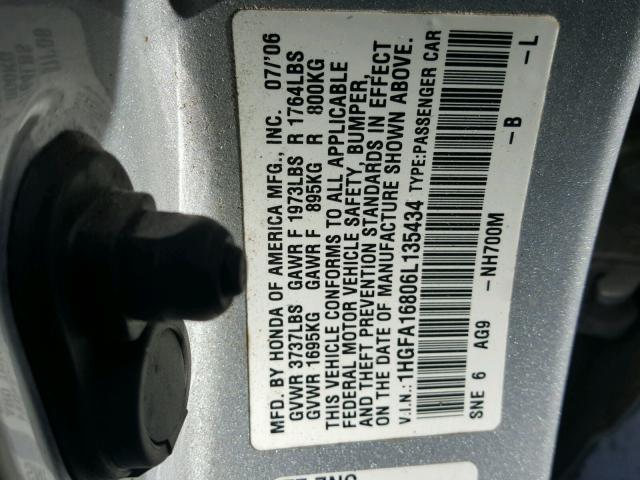 MFD. BY HONDA OF AMERICA MFG., INC. 07/'06
GVWR 3737LBS GAWR F 1973LBS R 1764LBS
GVWR 1695KG GAWR F 895KG R 800KG
THIS VEHICLE CONFORMS TO ALL APPLICABLE
FEDERAL MOTOR VEHICLE SAFETY, BUMPER,
AND THEFT PREVENTION STANDARDS IN EFFECT
ON THE DATE OF MANUFACTURE SHOWN ABOVE.
V.I.N.: 1HGFA16806L135434 TYPE:PASSENGER CAR
SNE 6 AG9 -NH700M -B -L